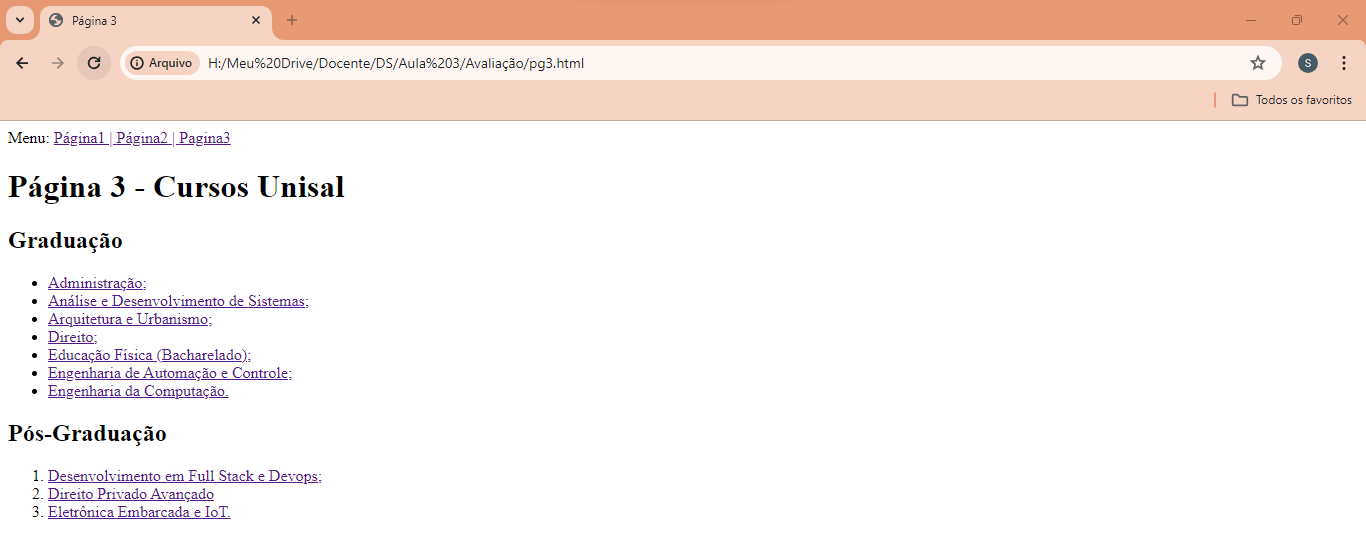 Página 3
Arquivo H:/Meu%20Drive/Docente/DS/Aula%203/Avaliação/pg3.html S
Todos os favoritos
Menu: Página1 | Página2 | Pagina3
Página 3 - Cursos Unisal
Graduação
Administração;
Análise e Desenvolvimento de Sistemas;
Arquitetura e Urbanismo;
Direito;
Educação Física (Bacharelado);
Engenharia de Automação e Controle;
Engenharia da Computação.
Pós-Graduação
1. Desenvolvimento em Full Stack e Devops;
2. Direito Privado Avançado
3. Eletrônica Embarcada e IoT.